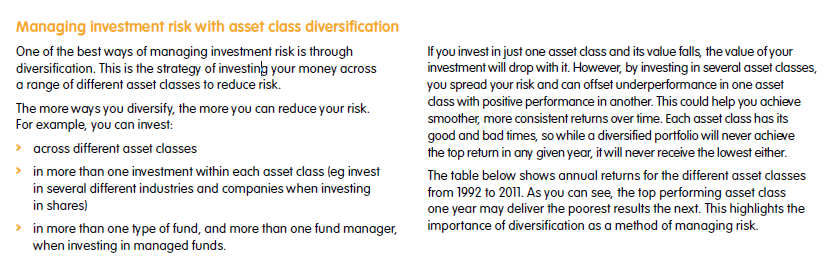 Managing investment risk with asset class diversification
One of the best ways of managing investment risk is through
diversification. This is the strategy of investing your money across
a range of different asset classes to reduce risk.
The more ways you diversify, the more you can reduce your risk.
For example, you can invest:
> across different asset classes
> in more than one investment within each asset class (eg invest
in several different industries and companies when investing
in shares)
> in more than one type of fund, and more than one fund manager,
when investing in managed funds.
If you invest in just one asset class and its value falls, the value of your
investment will drop with it. However, by investing in several asset classes,
you spread your risk and can offset underperformance in one asset
class with positive performance in another. This could help you achieve
smoother, more consistent returns over time. Each asset class has its
good and bad times, so while a diversified portfolio will never achieve
the top return in any given year, it will never receive the lowest either.
The table below shows annual returns for the different asset classes
from 1992 to 2011. As you can see, the top performing asset class
one year may deliver the poorest results the next. This highlights the
importance of diversification as a method of managing risk.